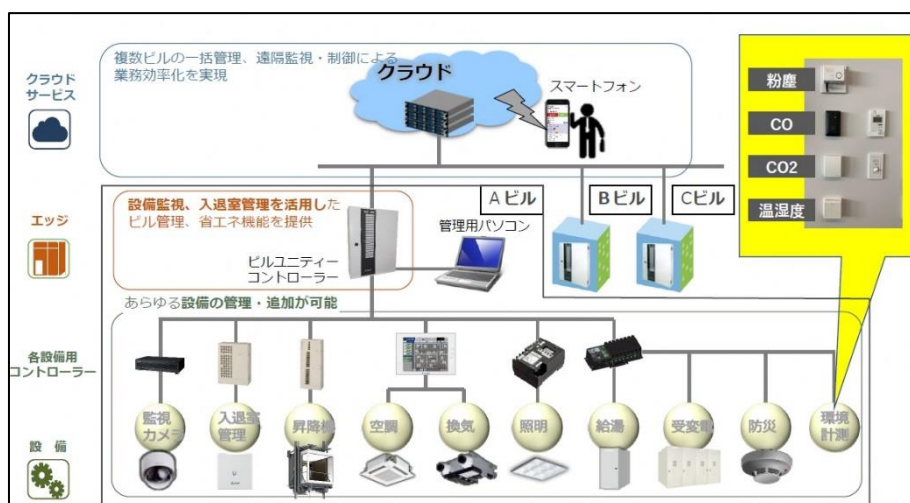 複数ビルの一括管理、遠隔監視・制御による
業務効率化を実現
クラウド
サービス
クラウド
スマートフォン
粉塵
CO
CO2
温湿度
エッジ
設備監視、入退室管理を活用した
ビル管理、省エネ機能を提供
Aビル
Bビル
Cビル
管理用パソコン
ビルユニティー
コントローラー
あらゆる設備の管理・追加が可能
各設備用
コントローラー
監視
カメラ
入退室
管理
昇降機
空調
換気
照明
給湯
受変電
防災
環境
計測
設備